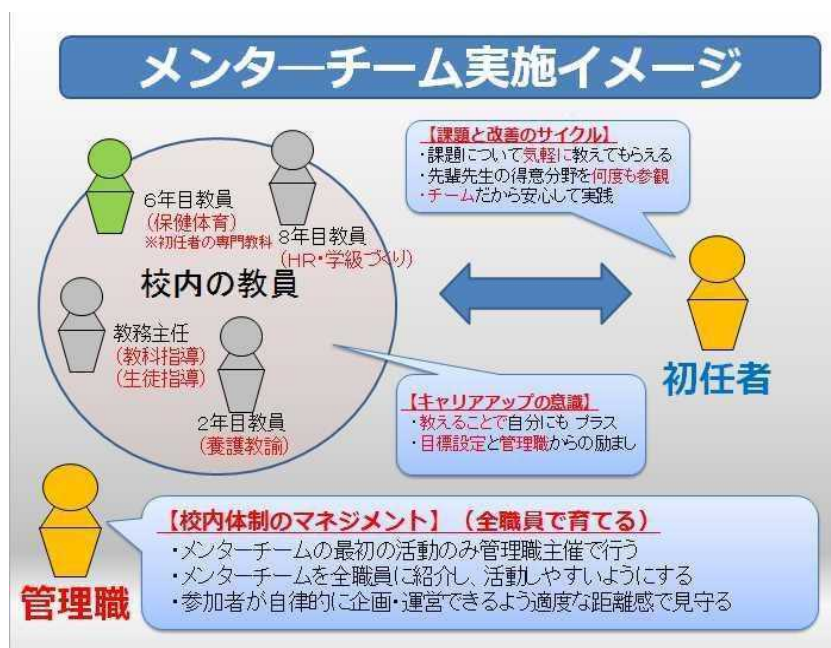 メンタ―チーム実施イメージ
【課題と改善のサイクル】
・課題について気軽に教えてもらえる
・先輩先生の得意分野を何度も参観
・チームだから安心して実践
6年目教員
(保健体育)
※初任者の専門教科
8年目教員
(HR・学級づくり)
校内の教員
教務主任
(教科指導)
(生徒指導)
2年目教員
(養護教諭)
初任者
【キャリアアップの意識】
・教えることで自分にも プラス
・目標設定と管理職からの励まし
管理職
【校内体制のマネジメント】(全職員で育てる)
・メンターチームの最初の活動のみ管理職主催で行う
・メンターチームを全職員に紹介し、活動しやすいようにする
・参加者が自律的に企画・運営できるよう適度な距離感で見守る